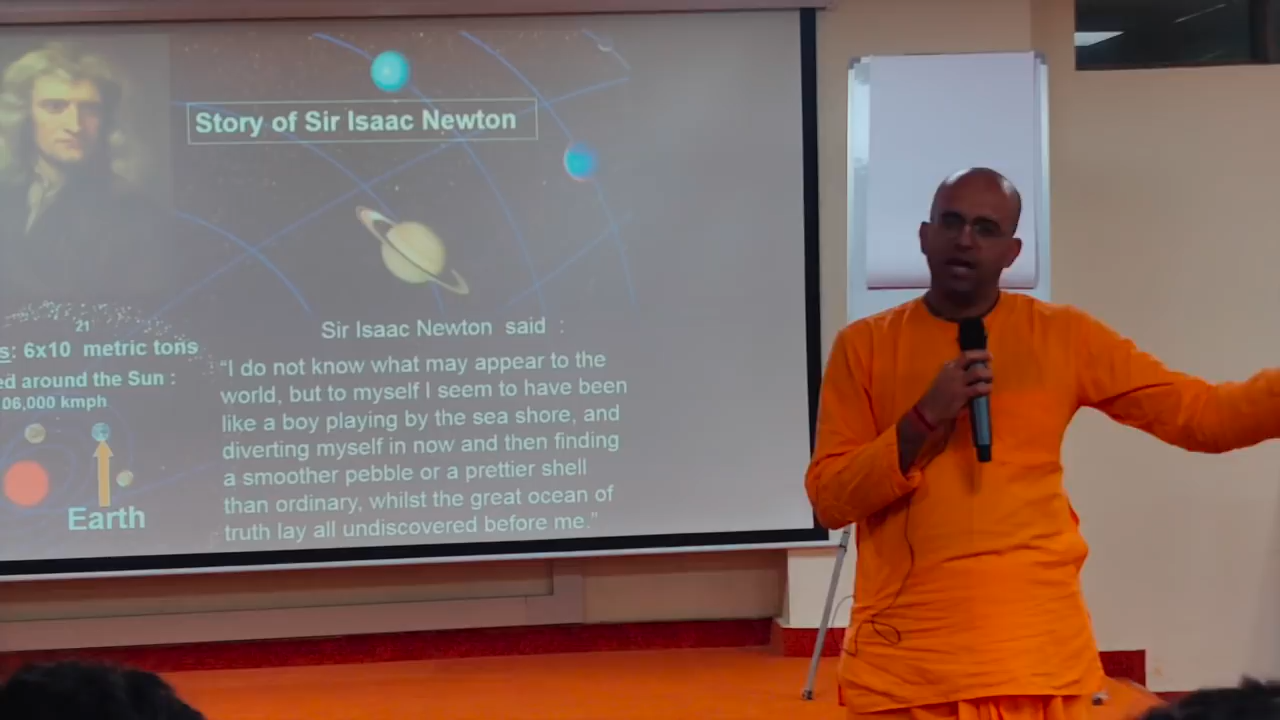 Story of Sir Isaac Newton
21
s: 6x10 metric tons
ed around the Sun :
06,000 kmph
Earth
Sir Isaac Newton said :
“I do not know what may appear to the
world, but to myself I seem to have been
like a boy playing by the sea shore, and
diverting myself in now and then finding
a smoother pebble or a prettier shell
than ordinary, whilst the great ocean of
truth lay all undiscovered before me.”